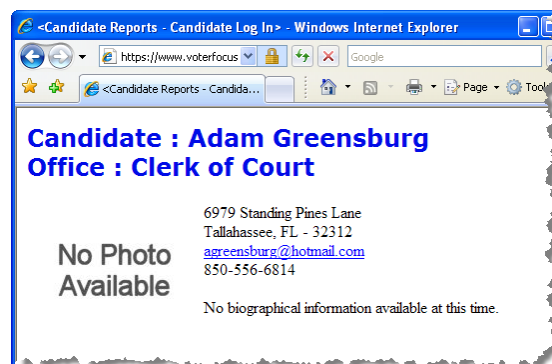 <Candidate Reports - Candidate Log In> - Windows Internet Explorer
https://www.voterfocus
Google
<Candidate Reports - Candida...
Page
Tool
Candidate : Adam Greensburg
Office : Clerk of Court
No Photo
Available
6979 Standing Pines Lane
Tallahassee, FL - 32312
agreensburg@hotmail.com
850-556-6814
No biographical information available at this time.